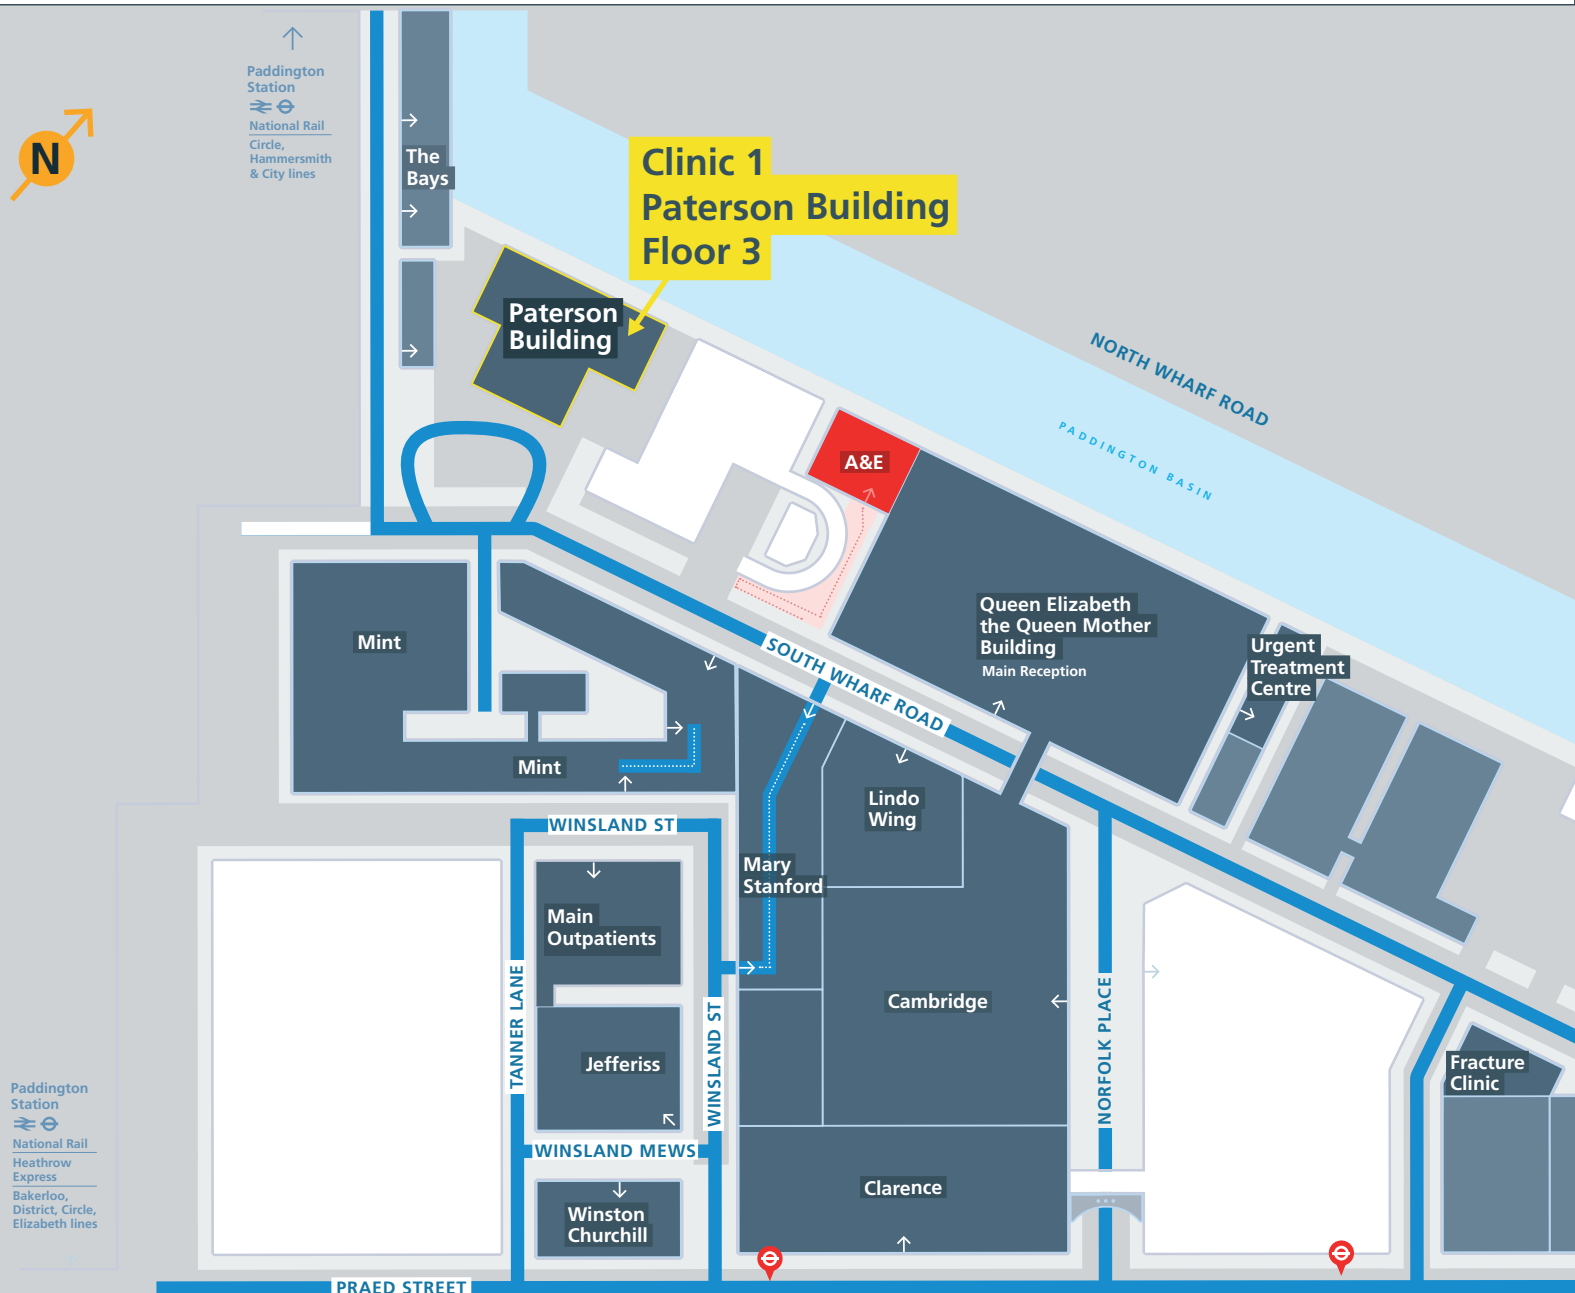 Paddington
Station
National Rail
Circle,
Hammersmith
& City lines
N
The
Bays
Clinic 1
Paterson Building
Floor 3
Paterson
Building
NORTH WHARF ROAD
PADDINGTON BASIN
A&E
Queen Elizabeth
the Queen Mother
Building
Main Reception
Urgent
Treatment
Centre
Mint
SOUTH WHARF ROAD
Mint
Lindo
Wing
WINSLAND ST
Mary
Stanford
Main
Outpatients
TANNER LANE
WINSLAND ST
Cambridge
NORFOLK PLACE
Jefferiss
Fracture
Clinic
Paddington
Station
National Rail
Heathrow
Express
Bakerloo,
District, Circle,
Elizabeth lines
WINSLAND MEWS
Clarence
Winston
Churchill
PRAED STREET